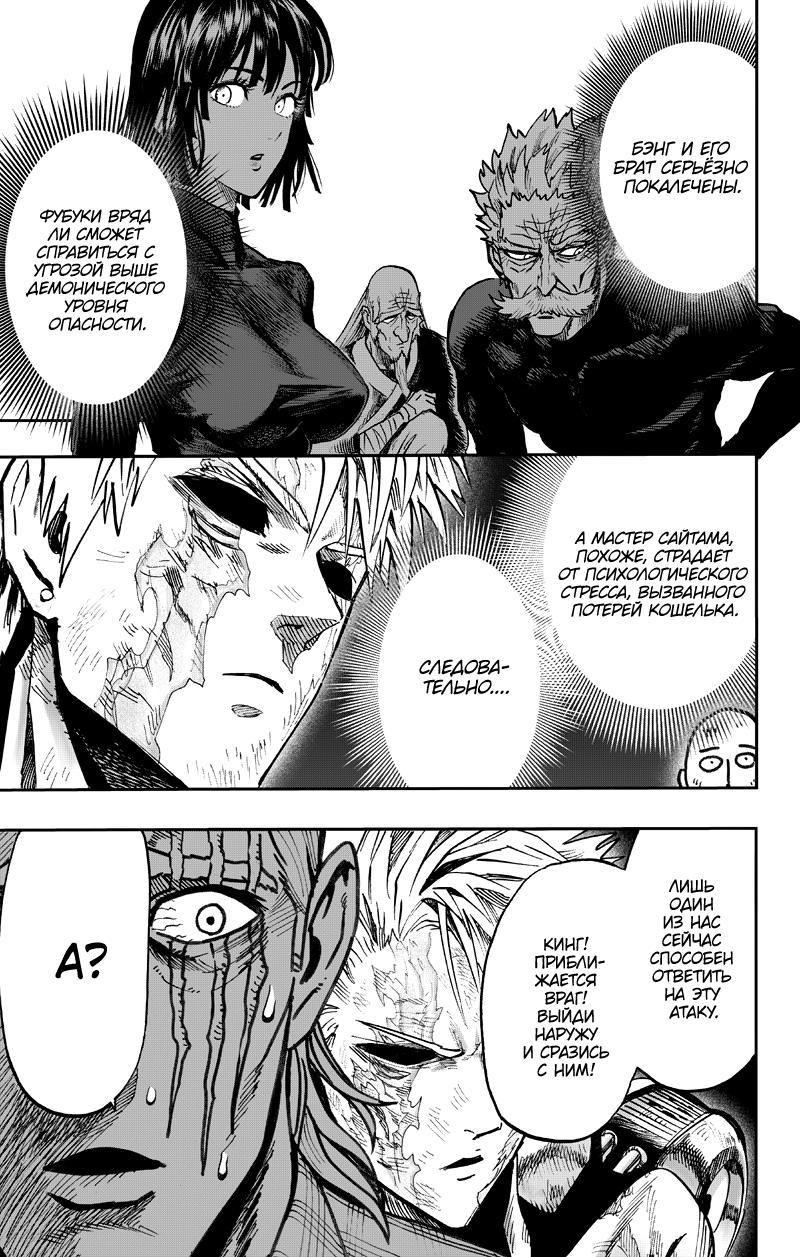 БЭНГ И ЕГО
БРАТ СЕРЬЁЗНО
ПОКАЛЕЧЕНЫ.
ФУБУКИ ВРЯД
ЛИ СМОЖЕТ
СПРАВИТЬСЯ С
УГРОЗОЙ ВЫШЕ
ДЕМОНИЧЕСКОГО
УРОВНЯ
ОПАСНОСТИ.
А МАСТЕР САЙТАМА,
ПОХОЖЕ, СТРАДАЕТ
ОТ ПСИХОЛОГИЧЕСКОГО
СТРЕССА, ВЫЗВАННОГО
ПОТЕРЕЙ КОШЕЛЬКА.
СЛЕДОВА-
ТЕЛЬНО....
ЛИШЬ
ОДИН
ИЗ НАС
СЕЙЧАС
СПОСОБЕН
ОТВЕТИТЬ
НА ЭТУ
АТАКУ.
КИНГ!
ПРИБЛИ-
ЖАЕТСЯ
ВРАГ!
ВЫЙДИ
НАРУЖУ
И СРАЗИСЬ
С НИМ!
А?